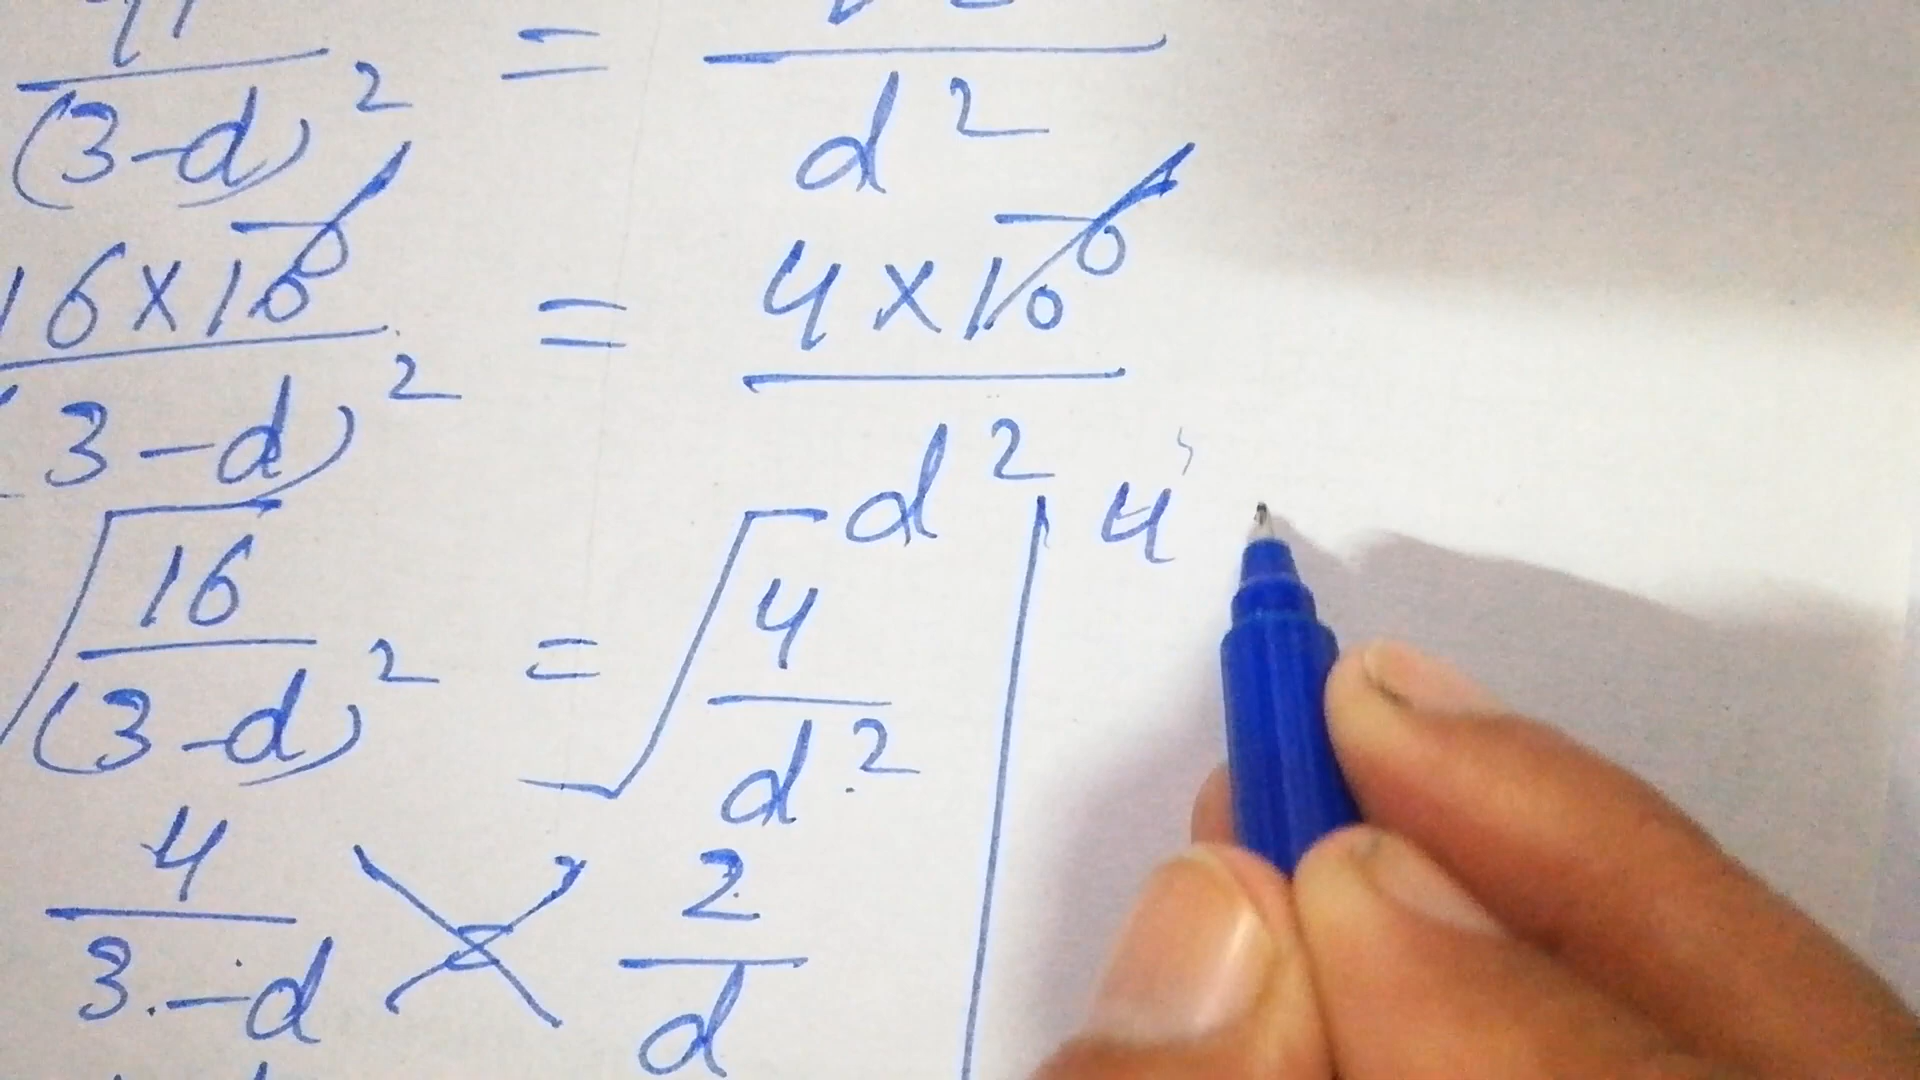 (3-d)² = d²
16×10⁻⁶/(3-d)² = 4×10⁻⁶/d²
√16/(3-d)² = √4/d²
4/3-d = 2/d
4